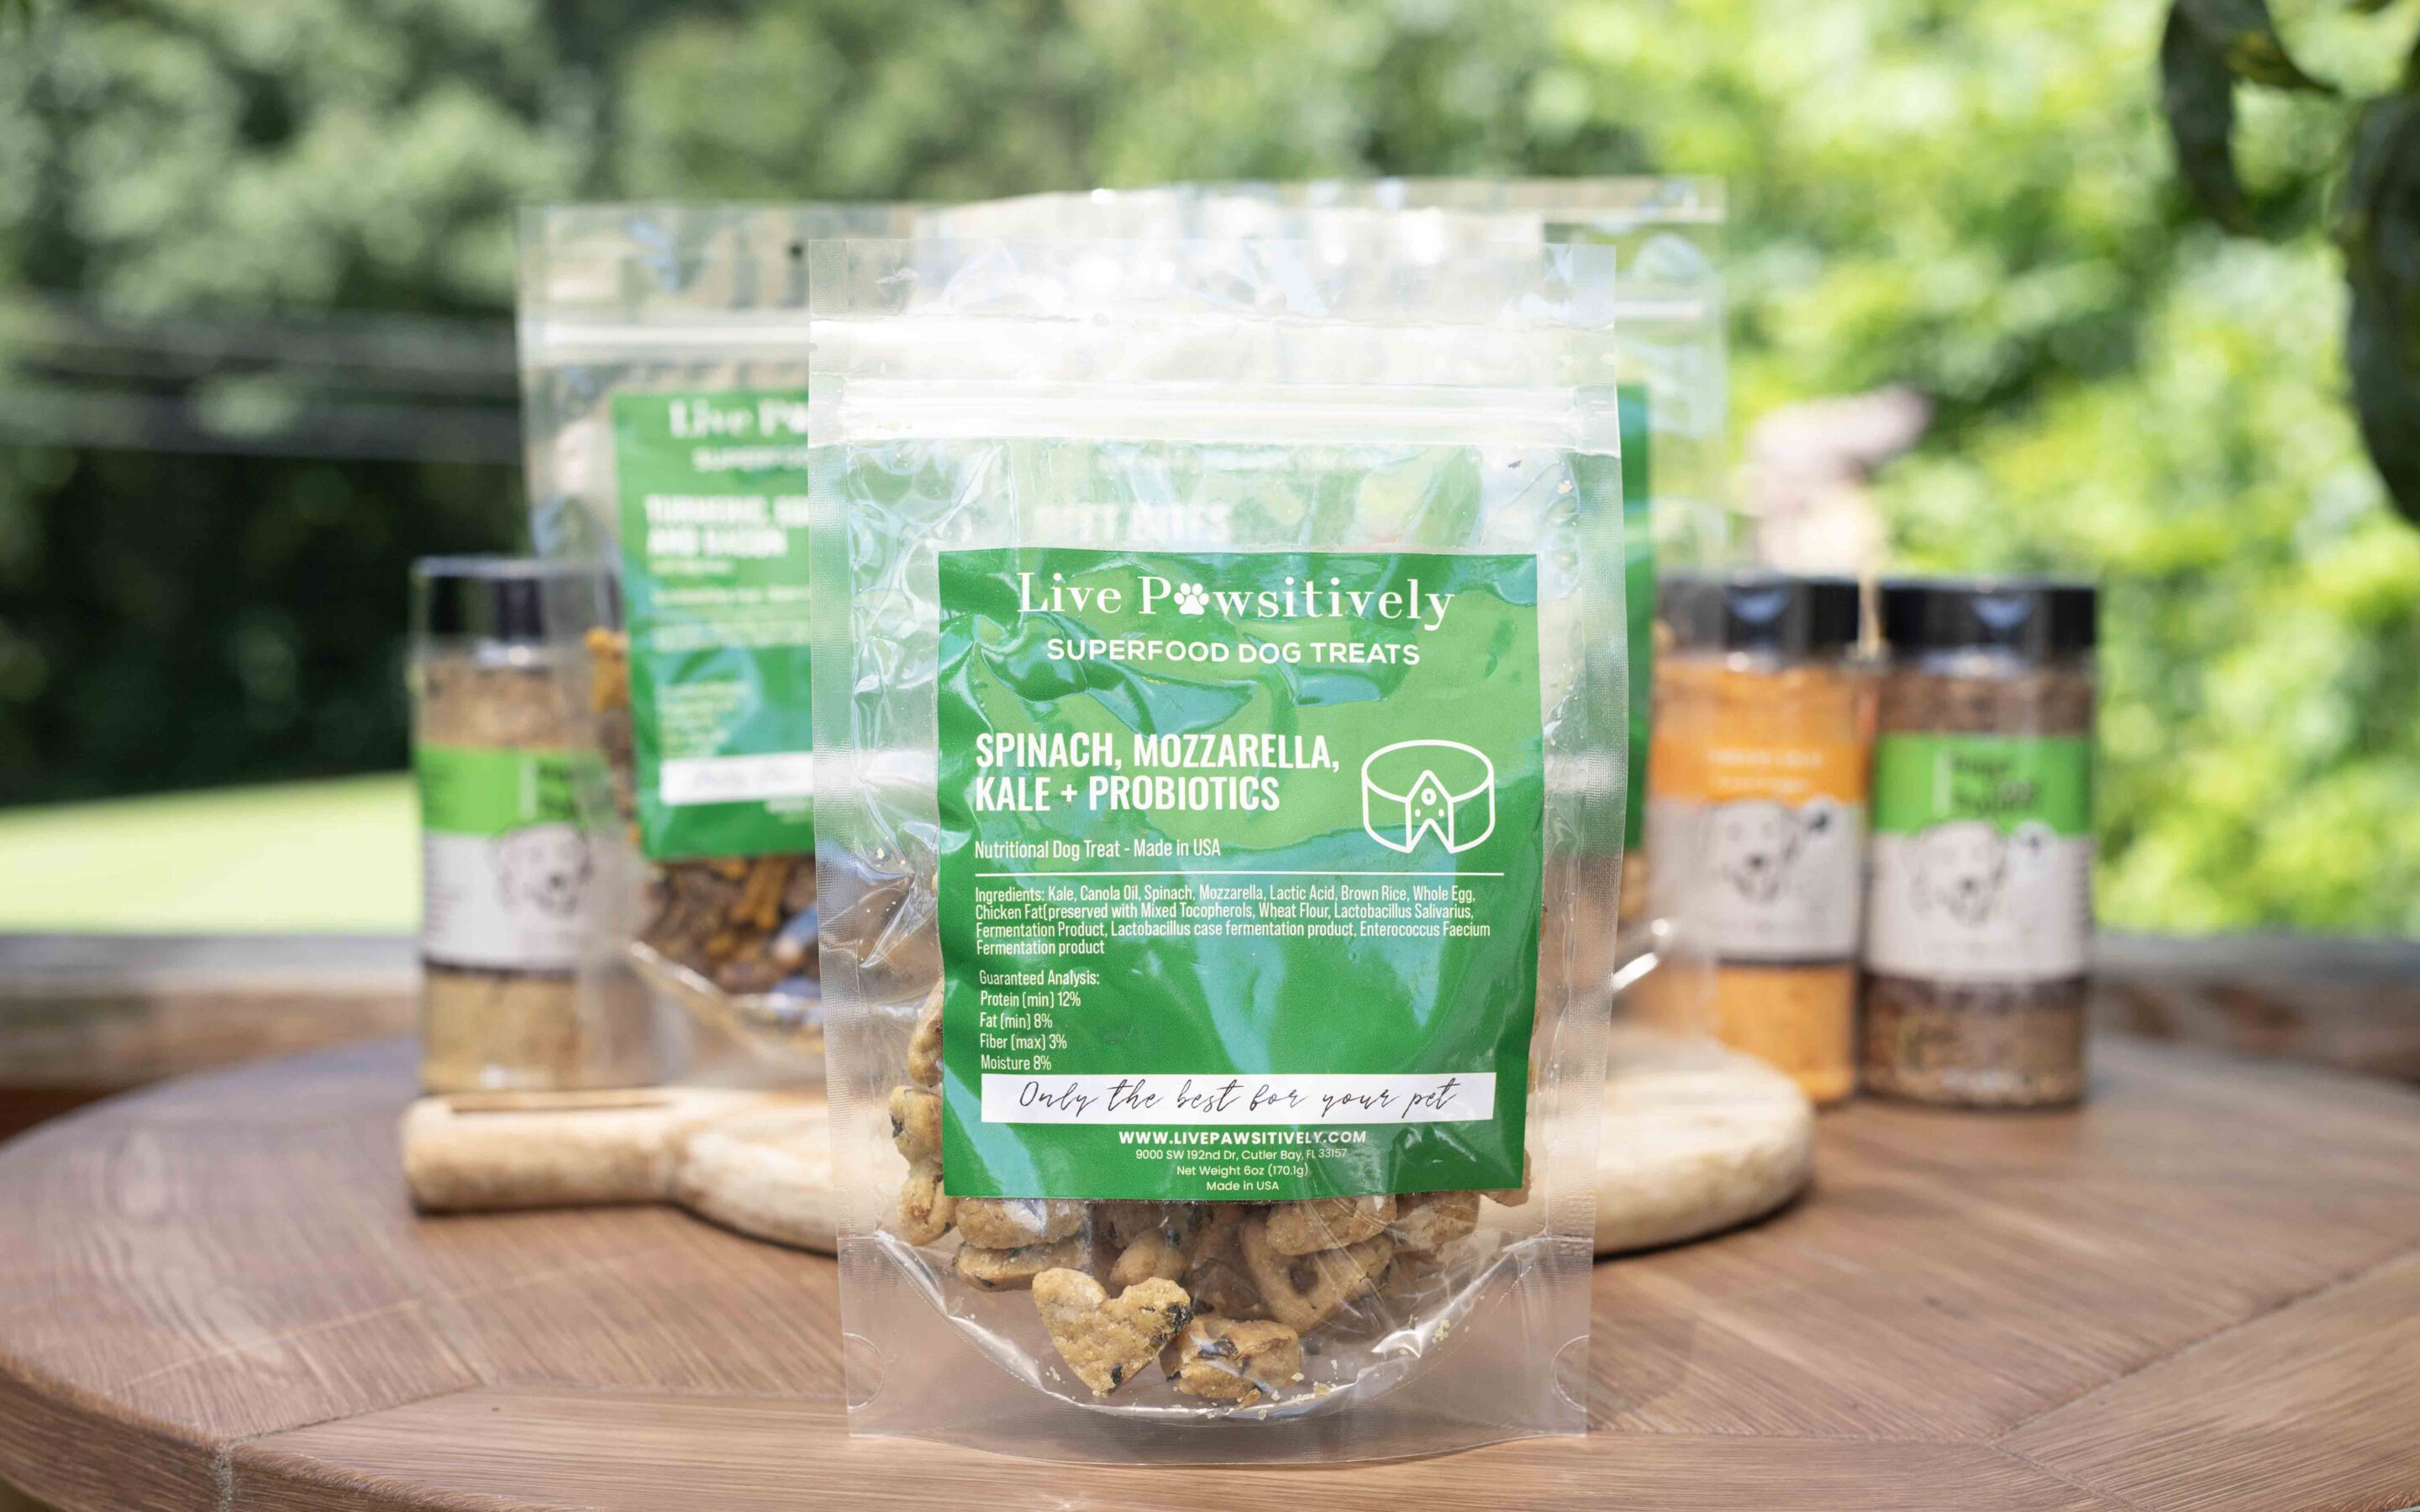 Live Pawsitively
SUPERFOOD DOG TREATS
SPINACH, MOZZARELLA,
KALE + PROBIOTICS
Nutritional Dog Treat - Made in USA
Ingredients: Kale, Canola Oil, Spinach, Mozzarella, Lactic Acid, Brown Rice, Whole Egg,
Chicken Fat(preserved with Mixed Tocopherols, Wheat Flour, Lactobacillus Salivarius,
Fermentation Product, Lactobacillus case fermentation product, Enterococcus Faecium
Fermentation product
Guaranteed Analysis:
Protein (min) 12%
Fat (min) 8%
Fiber (max) 3%
Moisture 8%
Only the best for your pet
WWW.LIVEPAWSITIVELY.COM
9000 SW 192nd Dr, Cutler Bay, FL 33157
Net Weight 6oz (170.1g)
Made in USA
Live P
SUPERFOO
TURMERIC,
AND BACON